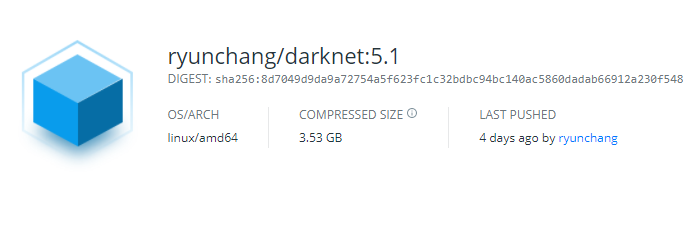 ryunchang/darknet:5.1
DIGEST: sha256:8d7049d9da9a72754a5f623fc1c32bdbc94bc140ac5860dadab66912a230f548
OS/ARCH COMPRESSED SIZE LAST PUSHED
linux/amd64 3.53 GB 4 days ago by ryunchang